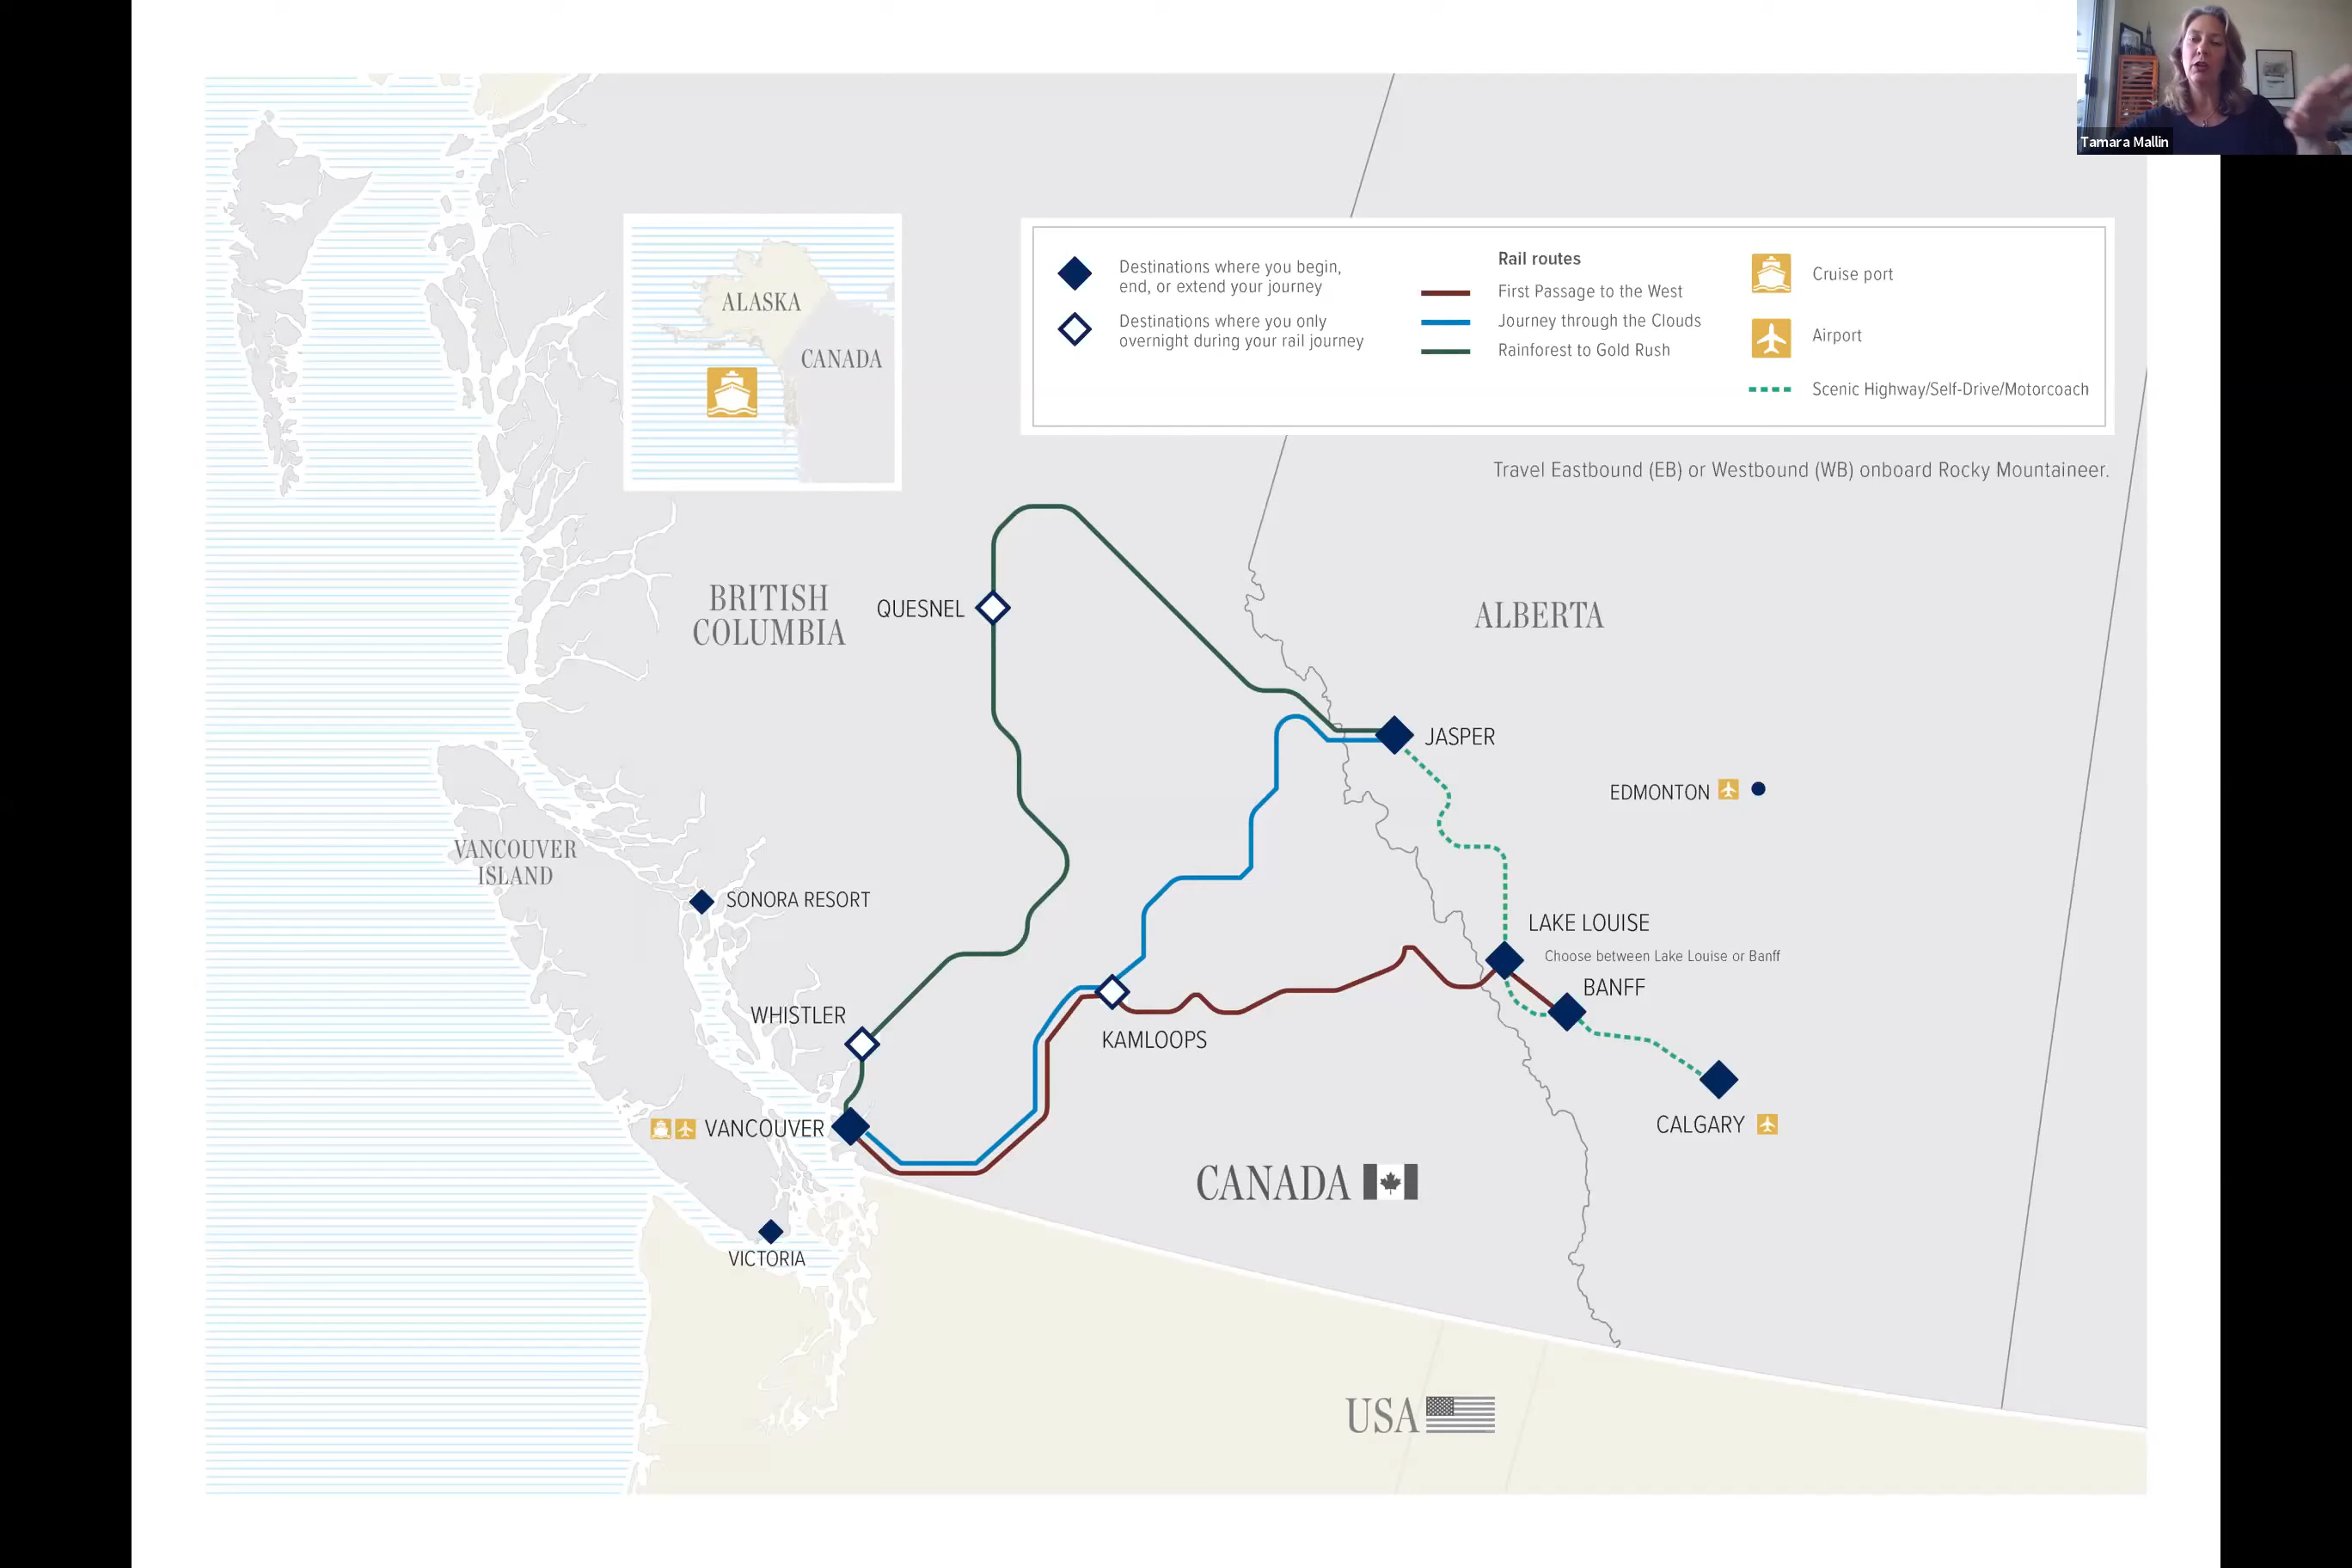 Tamara Mallin
Destinations where you begin,
end, or extend your journey
Destinations where you only
overnight during your rail journey
Rail routes
First Passage to the West
Journey through the Clouds
Rainforest to Gold Rush
Cruise port
Airport
Scenic Highway/Self-Drive/Motorcoach
ALASKA
CANADA
Travel Eastbound (EB) or Westbound (WB) onboard Rocky Mountaineer.
BRITISH
COLUMBIA
QUESNEL
ALBERTA
JASPER
EDMONTON
VANCOUVER
ISLAND
SONORA RESORT
LAKE LOUISE
Choose between Lake Louise or Banff
BANFF
WHISTLER
KAMLOOPS
VANCOUVER
CALGARY
CANADA
VICTORIA
USA